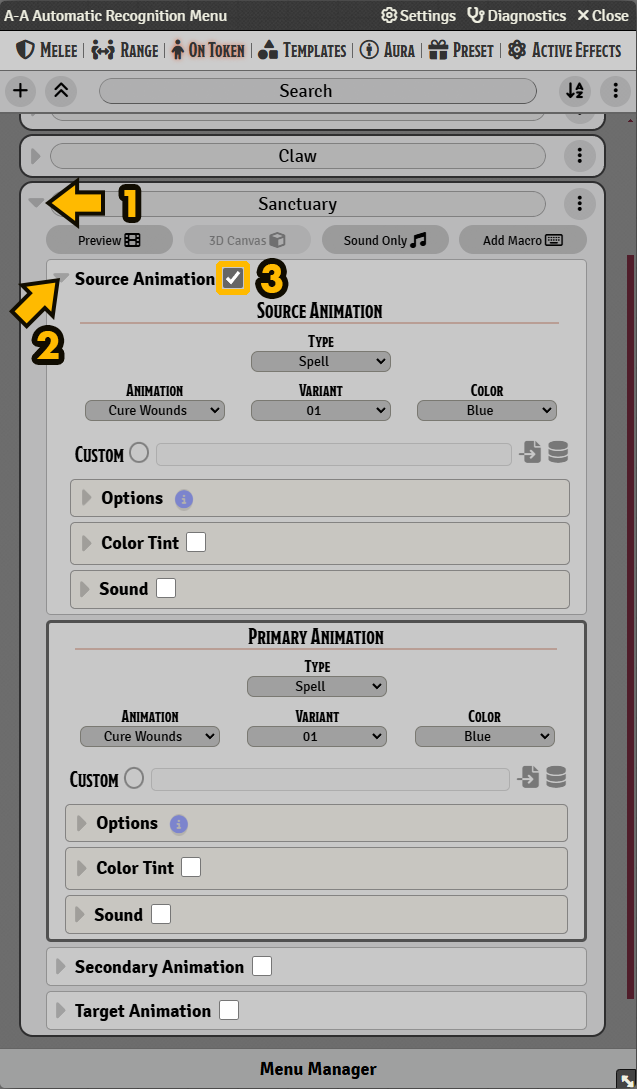 A-A Automatic Recognition Menu Settings Diagnostics Close
Melee Range On Token Templates Aura Preset Active Effects
Search
Claw
1 Sanctuary
Preview 3D Canvas Sound Only Add Macro
Source Animation 3
2
Source Animation
Type
Spell
Animation Variant Color
Cure Wounds 01 Blue
Custom
Options i
Color Tint
Sound
Primary Animation
Type
Spell
Animation Variant Color
Cure Wounds 01 Blue
Custom
Options i
Color Tint
Sound
Secondary Animation
Target Animation
Menu Manager